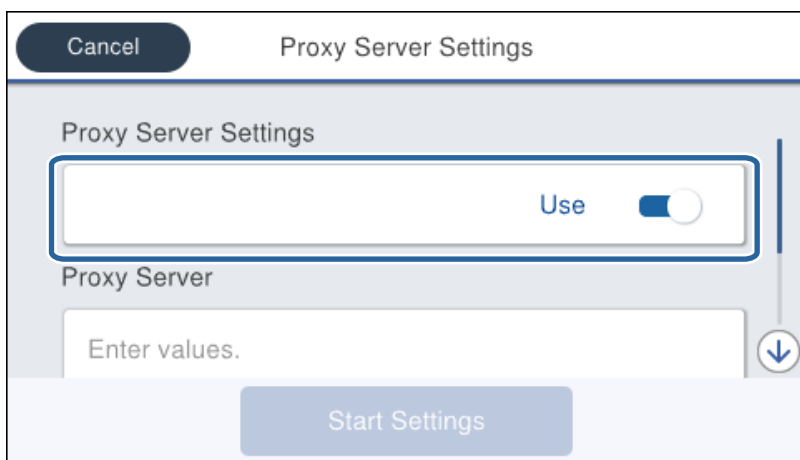 Cancel
Proxy Server Settings
Proxy Server Settings
Use
Proxy Server
Enter values.
Start Settings